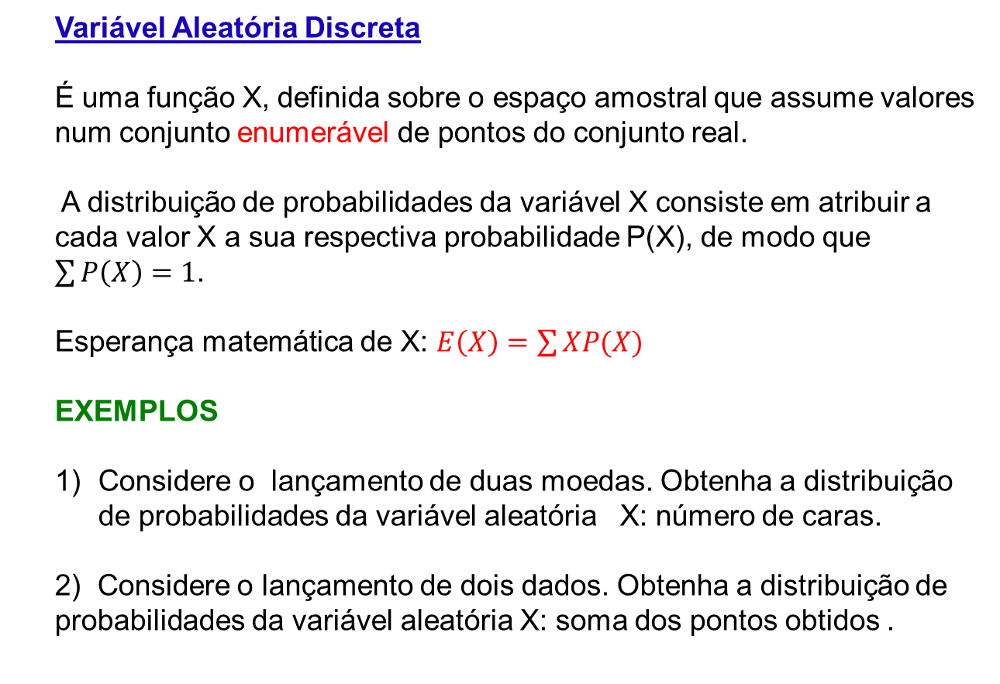 Variável Aleatória Discreta
É uma função X, definida sobre o espaço amostral que assume valores
num conjunto enumerável de pontos do conjunto real.
A distribuição de probabilidades da variável X consiste em atribuir a
cada valor X a sua respectiva probabilidade P(X), de modo que
∑ P(X) = 1.
Esperança matemática de X: E(X) = ∑ XP(X)
EXEMPLOS
1) Considere o lançamento de duas moedas. Obtenha a distribuição
de probabilidades da variável aleatória X: número de caras.
2) Considere o lançamento de dois dados. Obtenha a distribuição de
probabilidades da variável aleatória X: soma dos pontos obtidos .